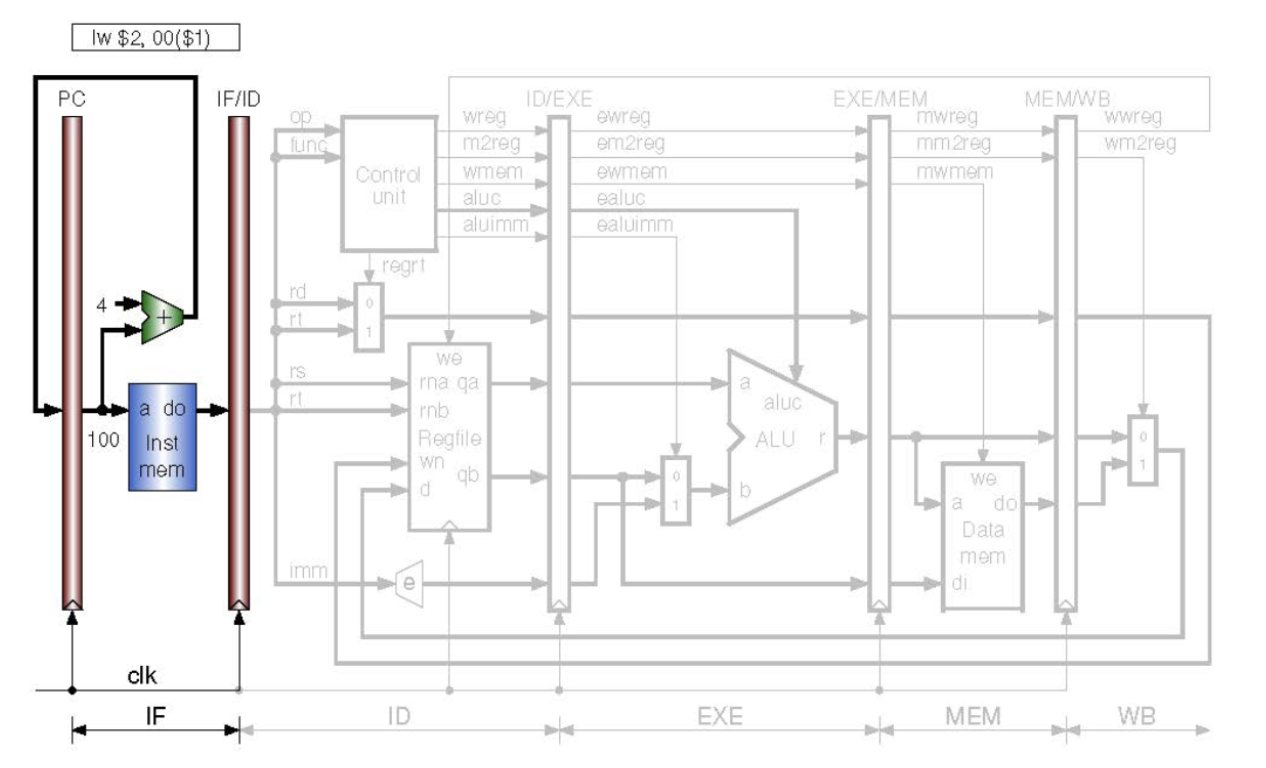 lw $2, 00($1)
PC IF/ID ID/EXE EXE/MEM MEM/WB
op wreg ewreg mwreg wwreg
func m2reg em2reg mm2reg wm2reg
Control unit
wmem ewmem mwmem
aluc ealuc
aluimm ealuimm
regrt
rd 0
rt 1
4 +
we
rs rna qa a
aluc
rt rnb
Regfile
wn qb
d
ALU r
0
1
b
a do
100 Inst
mem
0
1
we
a do
Data
mem
di
imm e
clk
IF ID EXE MEM WB